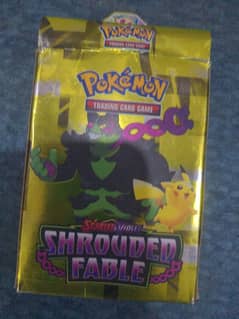 POKéMON
TRADING CARD GAME
POKéMON
TRADING CARD GAME
SCARLET & VIOLET
SHROUDED
FABLE